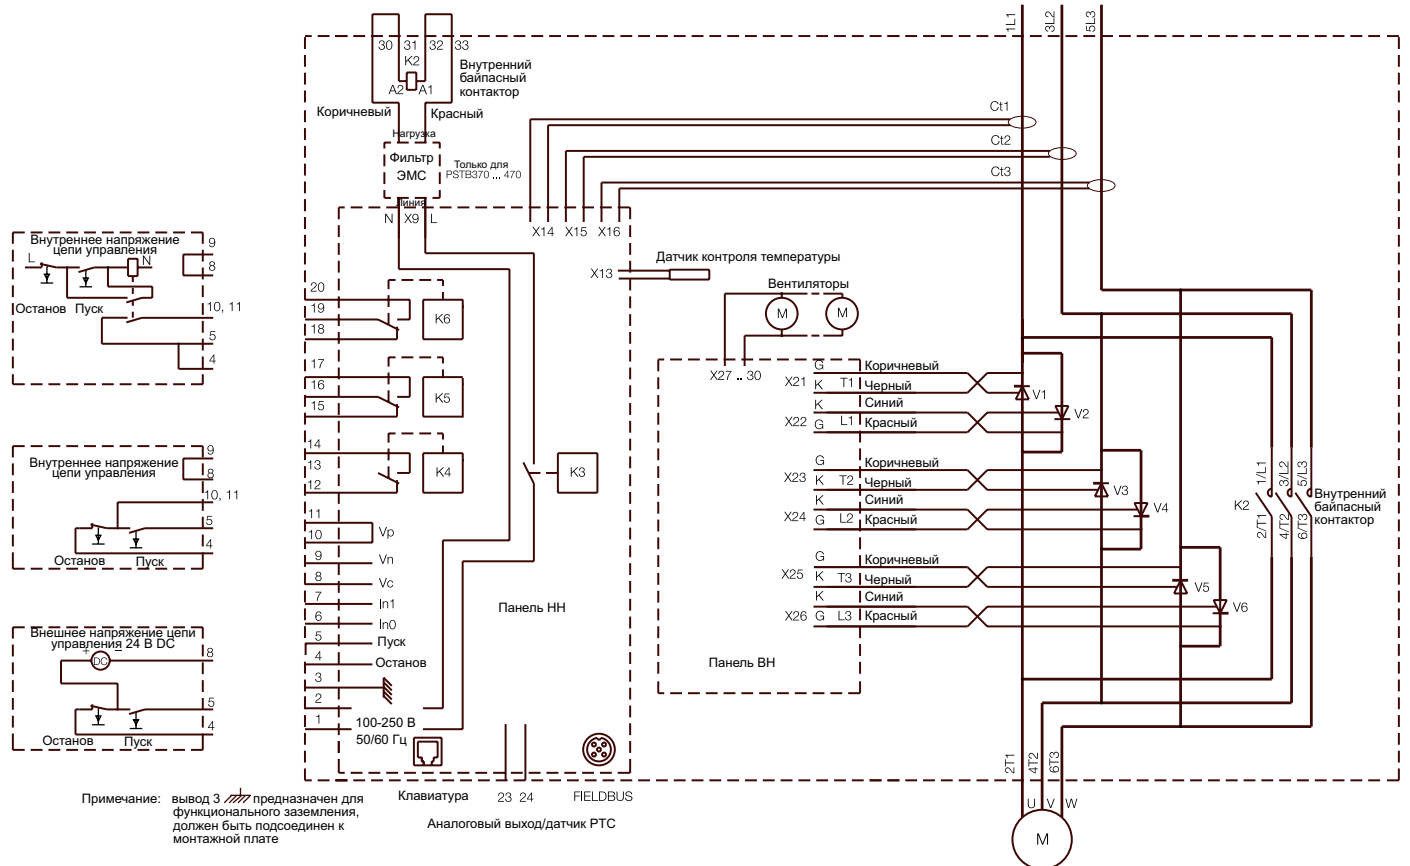 1L1
3L2
5L3
30 31 32 33
K2
A2 A1
Внутренний
байпасный
контактор
Коричневый
Красный
Нагрузка
Фильтр
ЭМС
Только для
PSTB370 ... 470
Линия
N X9 L
Ct1
Ct2
Ct3
X14 X15 X16
X13
Датчик контроля температуры
Вентиляторы
M
M
X27 .. 30
Внутреннее напряжение
цепи управления
L
N
Останов Пуск
9
8
10, 11
5
4
Внутреннее напряжение
цепи управления
9
8
10, 11
5
4
Останов Пуск
Внешнее напряжение цепи
управления 24 В DC
+ −
DC
8
5
4
Останов Пуск
20
19
18
K6
17
16
15
K5
14
13
12
K4
K3
11
10
Vp
9
Vn
8
Vc
7
In1
6
In0
5
Пуск
4
Останов
3
2
1
100-250 В
50/60 Гц
Панель НН
Клавиатура
23 24
FIELDBUS
Аналоговый выход/датчик PTC
Панель ВН
G Коричневый
X21
K T1 Черный
K Синий
X22
G L1 Красный
G Коричневый
X23
K T2 Черный
K Синий
X24
G L2 Красный
G Коричневый
X25
K T3 Черный
K Синий
X26 G L3 Красный
V1
V2
V3
V4
V5
V6
K2
1/L1
3/L2
5/L3
2/T1
4/T2
6/T3
Внутренний
байпасный
контактор
2T1
4T2
6T3
U V W
M
Примечание: вывод 3 предназначен для
функционального заземления,
должен быть подсоединен к
монтажной плате